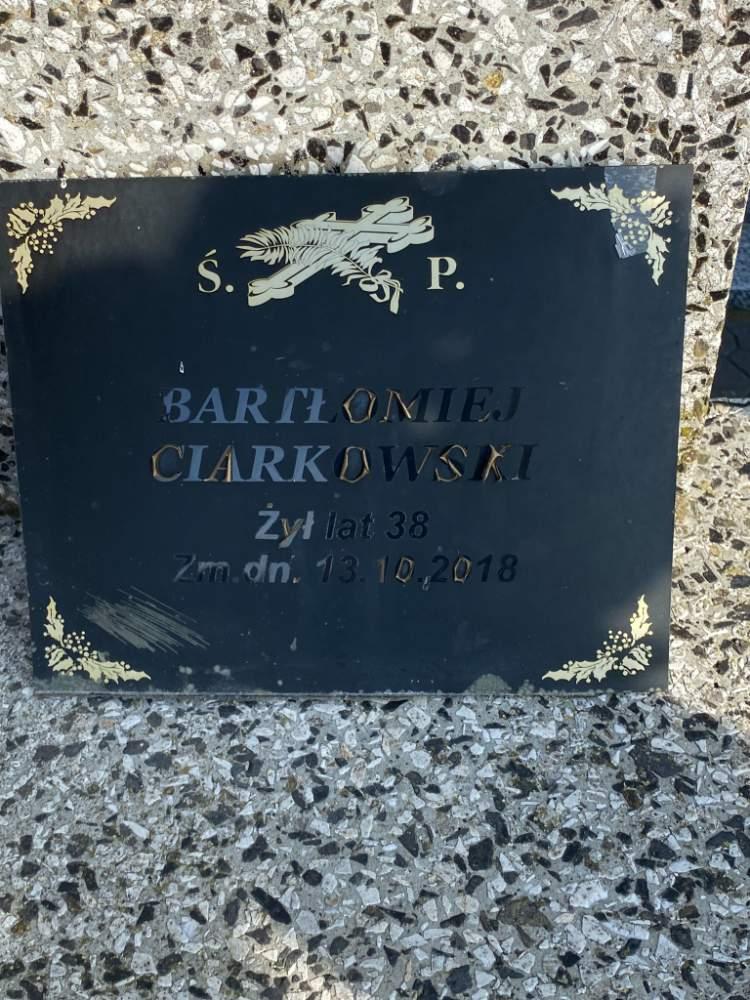 Ś. P.
BARTŁOMIEJ
CIARKOWSKI
Żył lat 38
Zm. dn. 13.10.2018